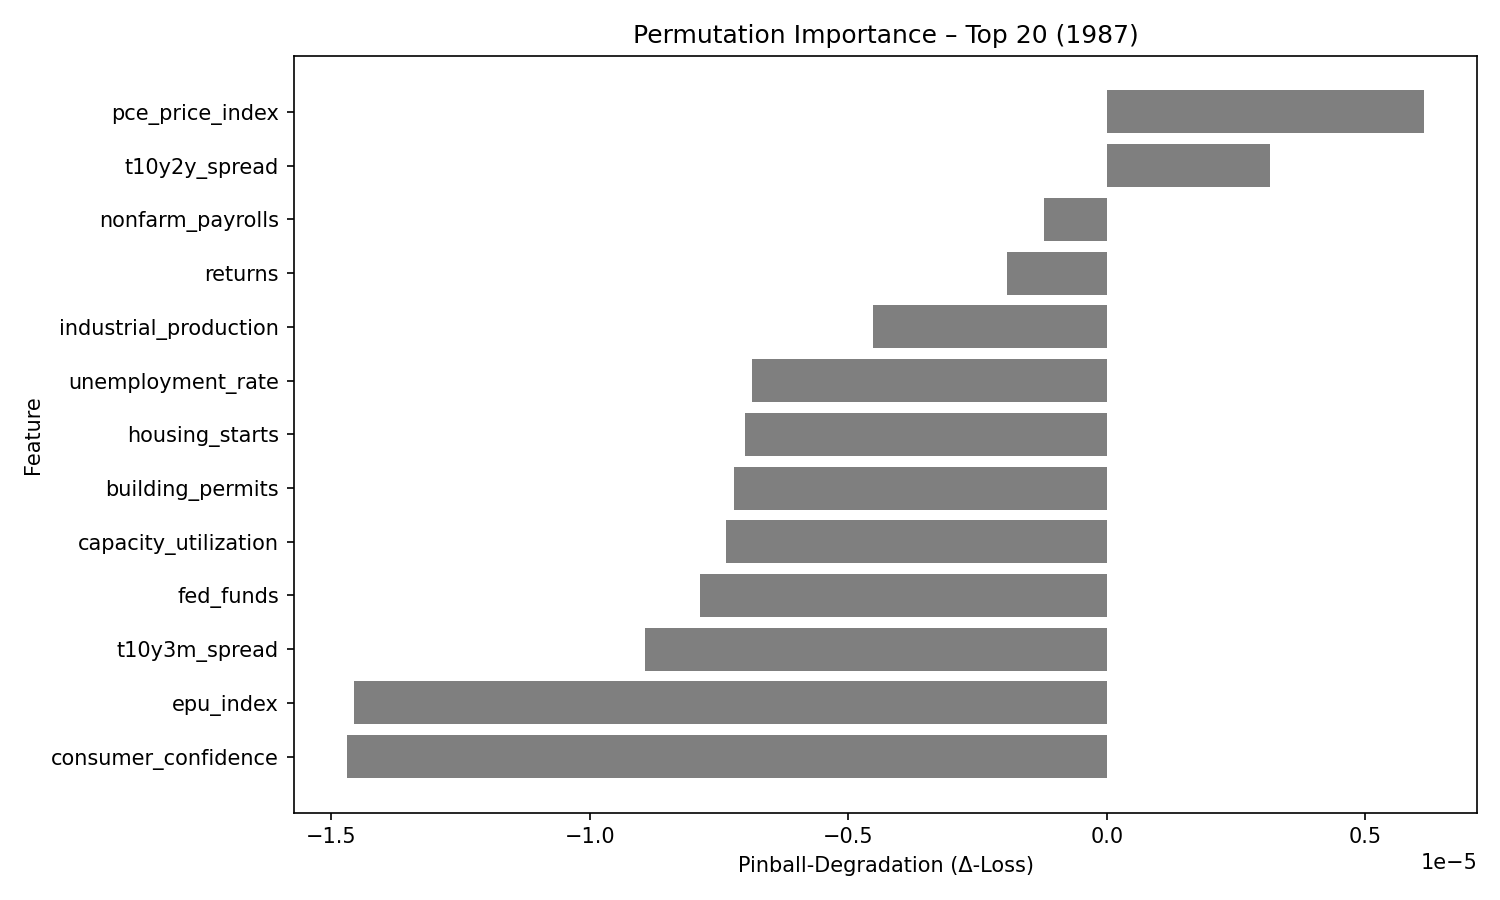 Permutation Importance – Top 20 (1987)
Feature
pce_price_index
t10y2y_spread
nonfarm_payrolls
returns
industrial_production
unemployment_rate
housing_starts
building_permits
capacity_utilization
fed_funds
t10y3m_spread
epu_index
consumer_confidence
−1.5 −1.0 −0.5 0.0 0.5
1e−5
Pinball-Degradation (Δ-Loss)